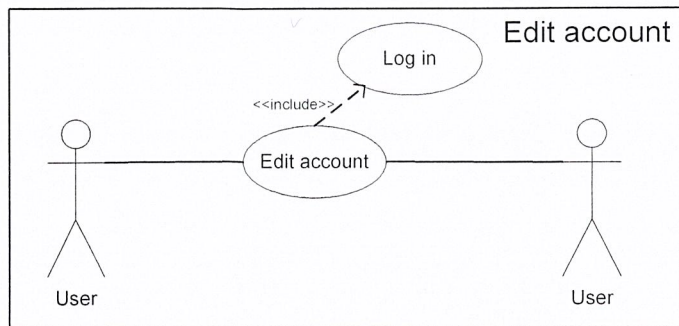 Edit account
Log in
<<include>>
Edit account
User
User